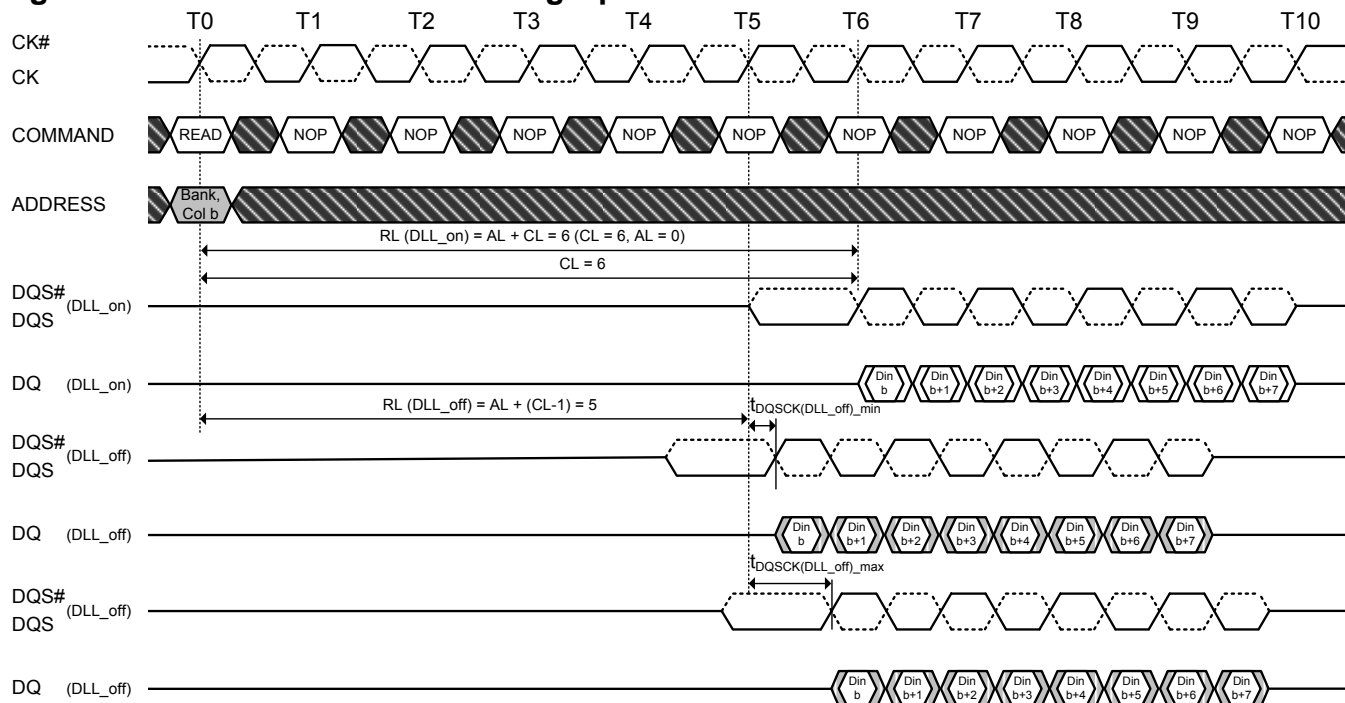 T0 T1 T2 T3 T4 T5 T6 T7 T8 T9 T10
CK#
CK
COMMAND READ NOP NOP NOP NOP NOP NOP NOP NOP NOP NOP
ADDRESS Bank, Col b
RL (DLL_on) = AL + CL = 6 (CL = 6, AL = 0)
CL = 6
DQS# (DLL_on)
DQS
DQ (DLL_on) Din b Din b+1 Din b+2 Din b+3 Din b+4 Din b+5 Din b+6 Din b+7
RL (DLL_off) = AL + (CL-1) = 5 tDQSCK(DLL_off)_min
DQS# (DLL_off)
DQS
DQ (DLL_off) Din b Din b+1 Din b+2 Din b+3 Din b+4 Din b+5 Din b+6 Din b+7
tDQSCK(DLL_off)_max
DQS# (DLL_off)
DQS
DQ (DLL_off) Din b Din b+1 Din b+2 Din b+3 Din b+4 Din b+5 Din b+6 Din b+7